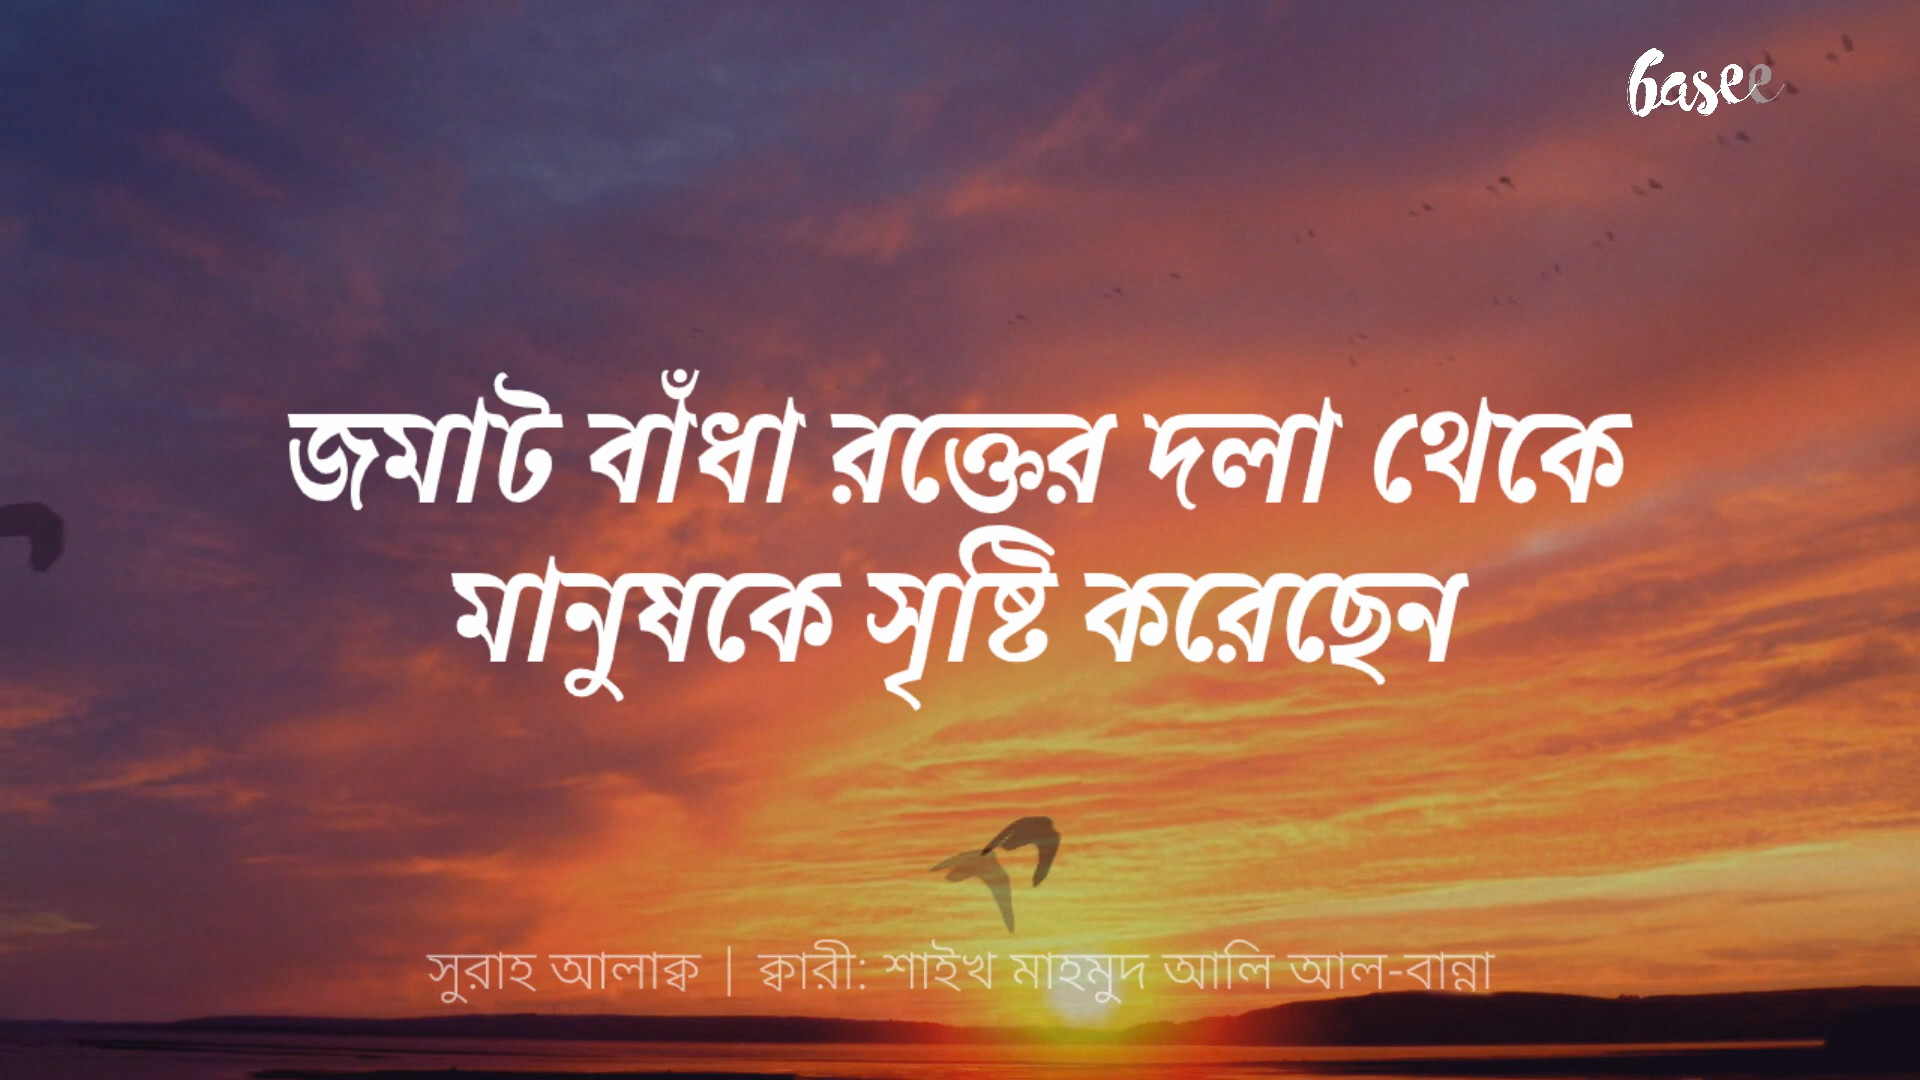 basee
জমাট বাঁধা রক্তের দলা থেকে
মানুষকে সৃষ্টি করেছেন
সুরাহ আলাক্ব | ক্বারী: শাইখ মাহমুদ আলি আল-বান্না